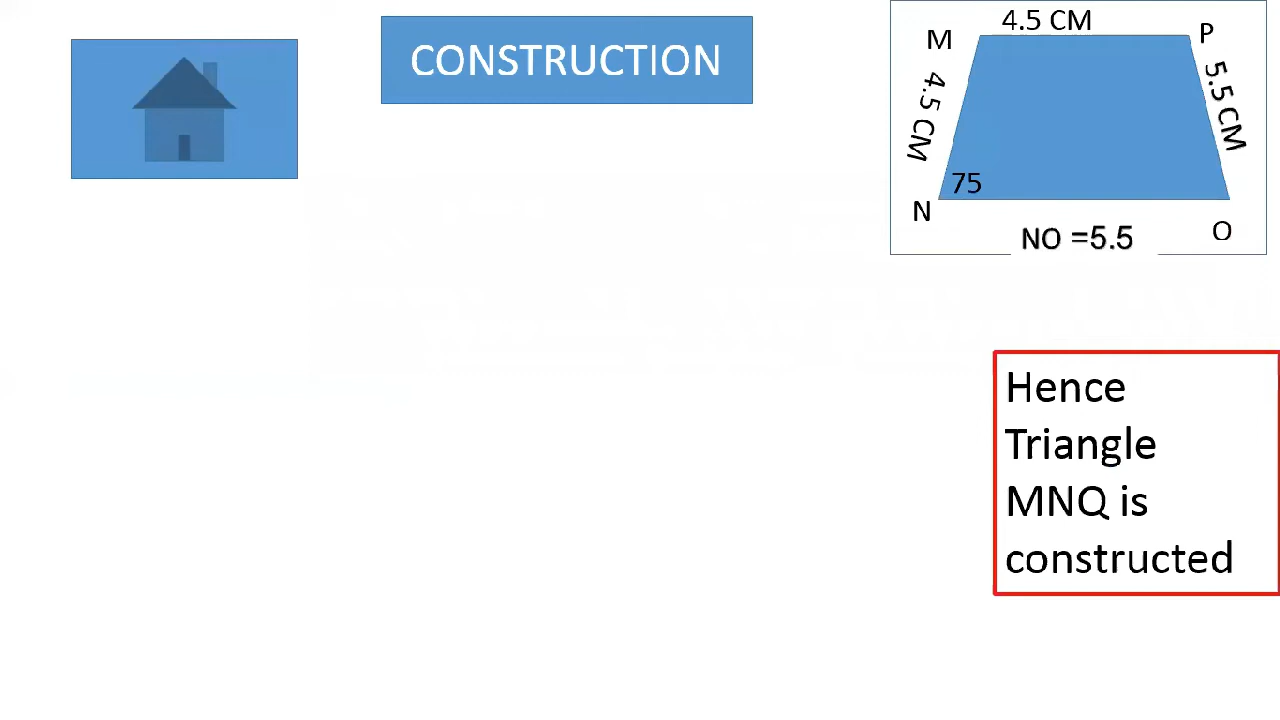 CONSTRUCTION
4.5 CM
M
P
4.5 CM
5.5 CM
75
N
O
NO =5.5
Hence
Triangle
MNQ is
constructed